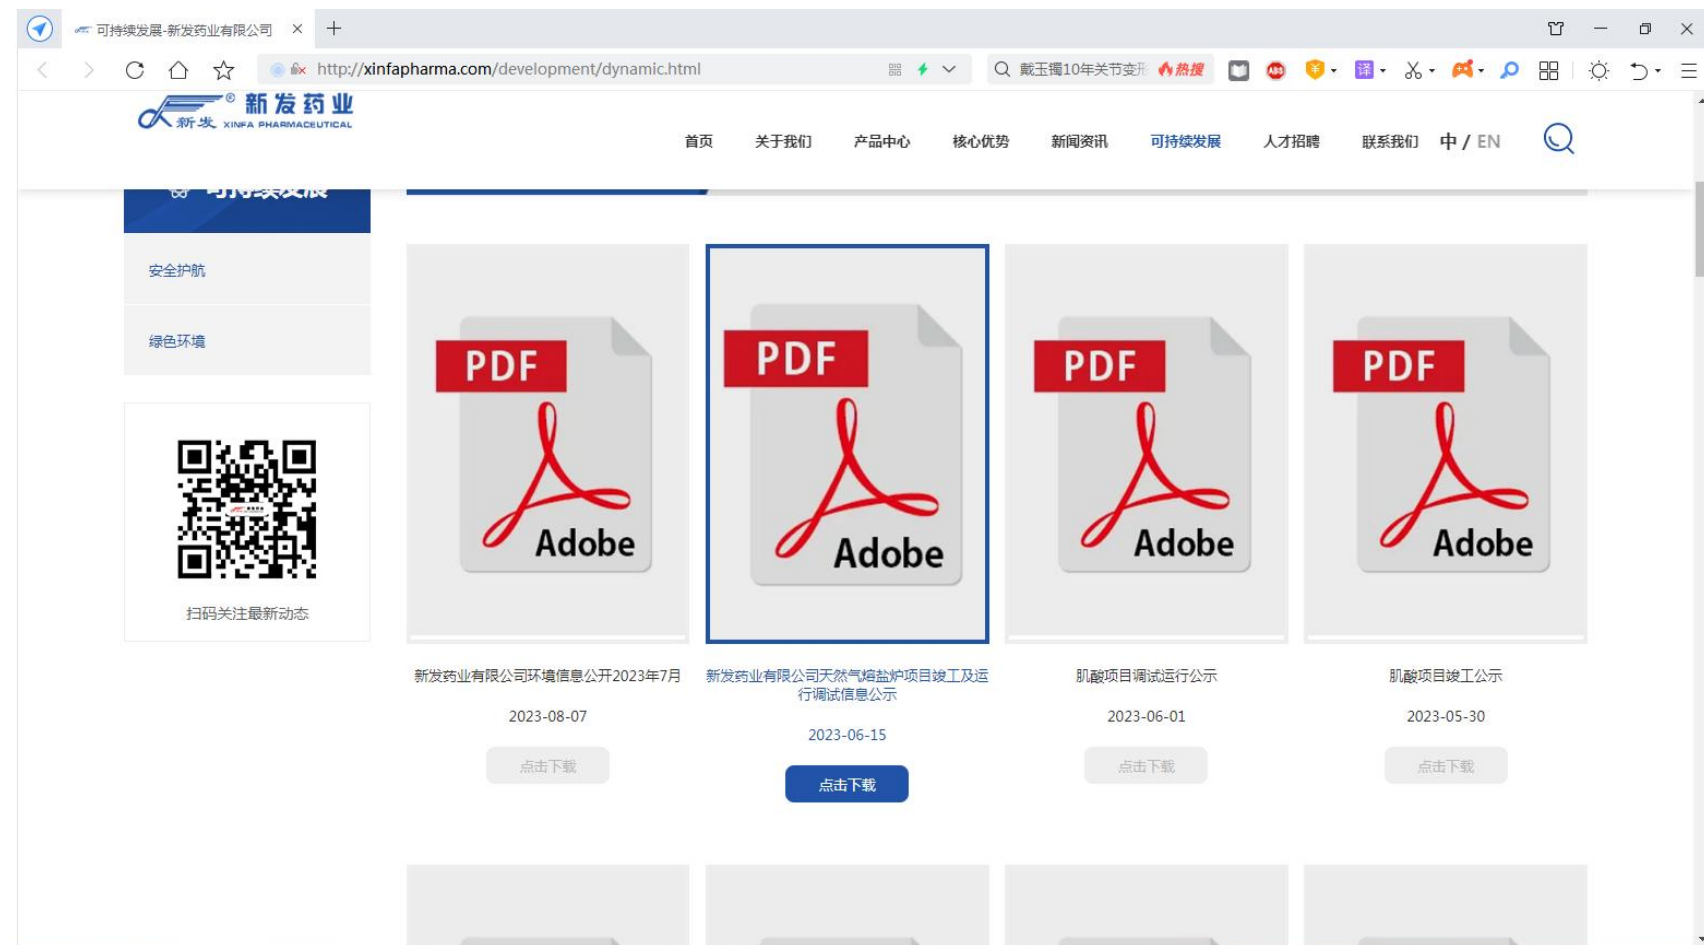 可持续发展-新发药业有限公司
http://xinfapharma.com/development/dynamic.html
戴玉镯10年关节变形 热搜
ABS
译
新发药业
新发 XINFA PHARMACEUTICAL
首页 关于我们 产品中心 核心优势 新闻资讯 可持续发展 人才招聘 联系我们 中 / EN
可持续发展
安全护航
绿色环境
扫码关注最新动态
PDF
Adobe
新发药业有限公司环境信息公开2023年7月
2023-08-07
点击下载
PDF
Adobe
新发药业有限公司天然气熔盐炉项目竣工及运
行调试信息公示
2023-06-15
点击下载
PDF
Adobe
肌酸项目调试运行公示
2023-06-01
点击下载
PDF
Adobe
肌酸项目竣工公示
2023-05-30
点击下载